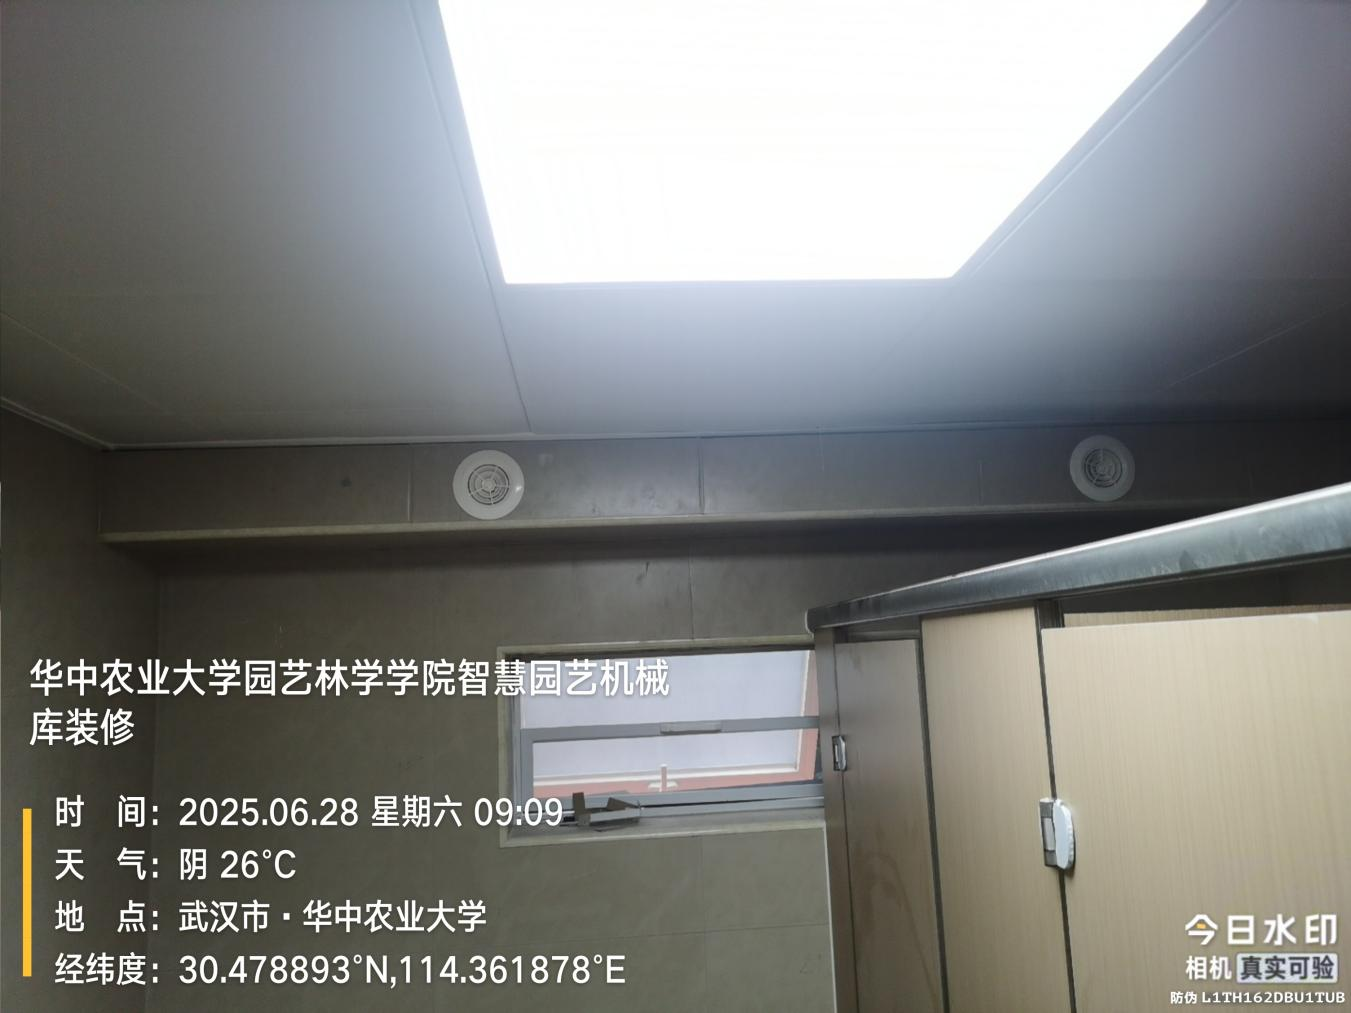 华中农业大学园艺林学学院智慧园艺机械
库装修
时 间：2025.06.28 星期六 09:09
天 气：阴 26°C
地 点：武汉市·华中农业大学
经纬度：30.478893°N,114.361878°E
今日水印
相机 真实可验
防伪 L1TH162DBU1TUB